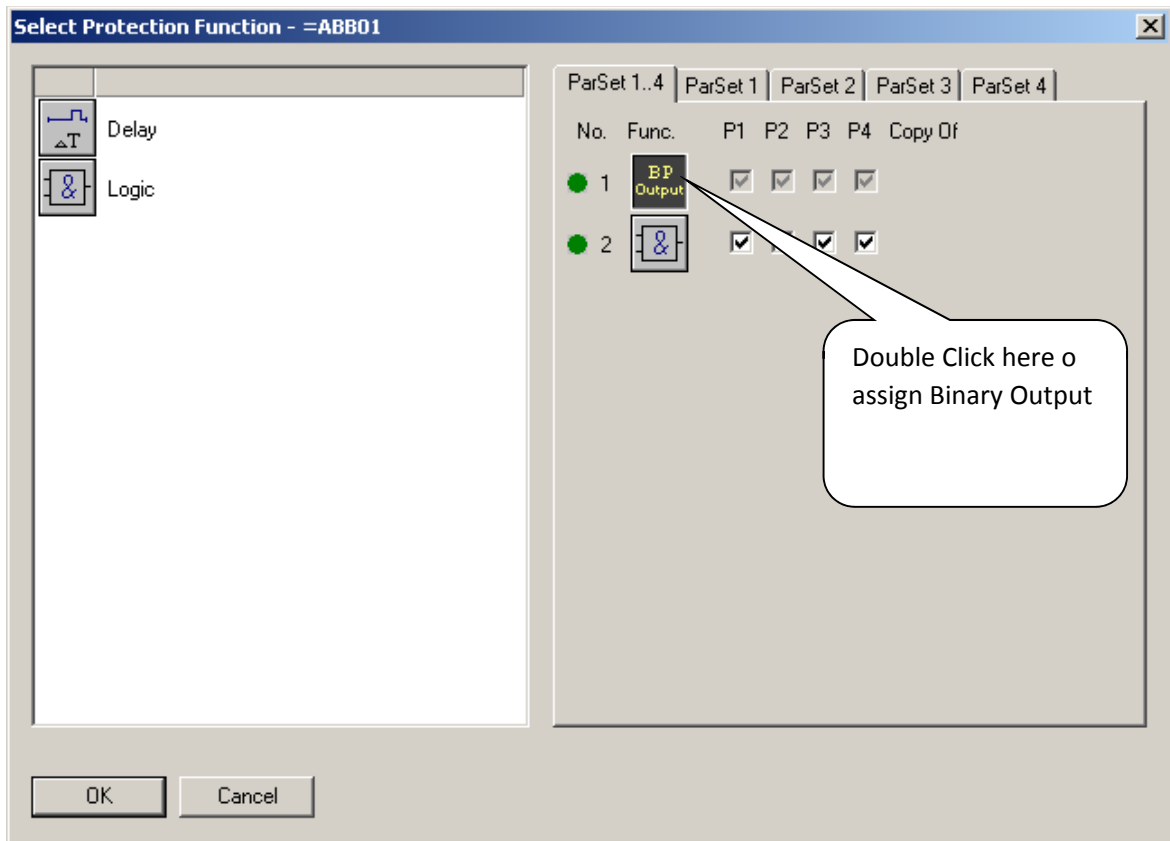 Select Protection Function - =ABB01
ΔT Delay
& Logic
ParSet 1..4 ParSet 1 ParSet 2 ParSet 3 ParSet 4
No. Func. P1 P2 P3 P4 Copy Of
1 BP Output
2 &
Double Click here o
assign Binary Output
OK Cancel